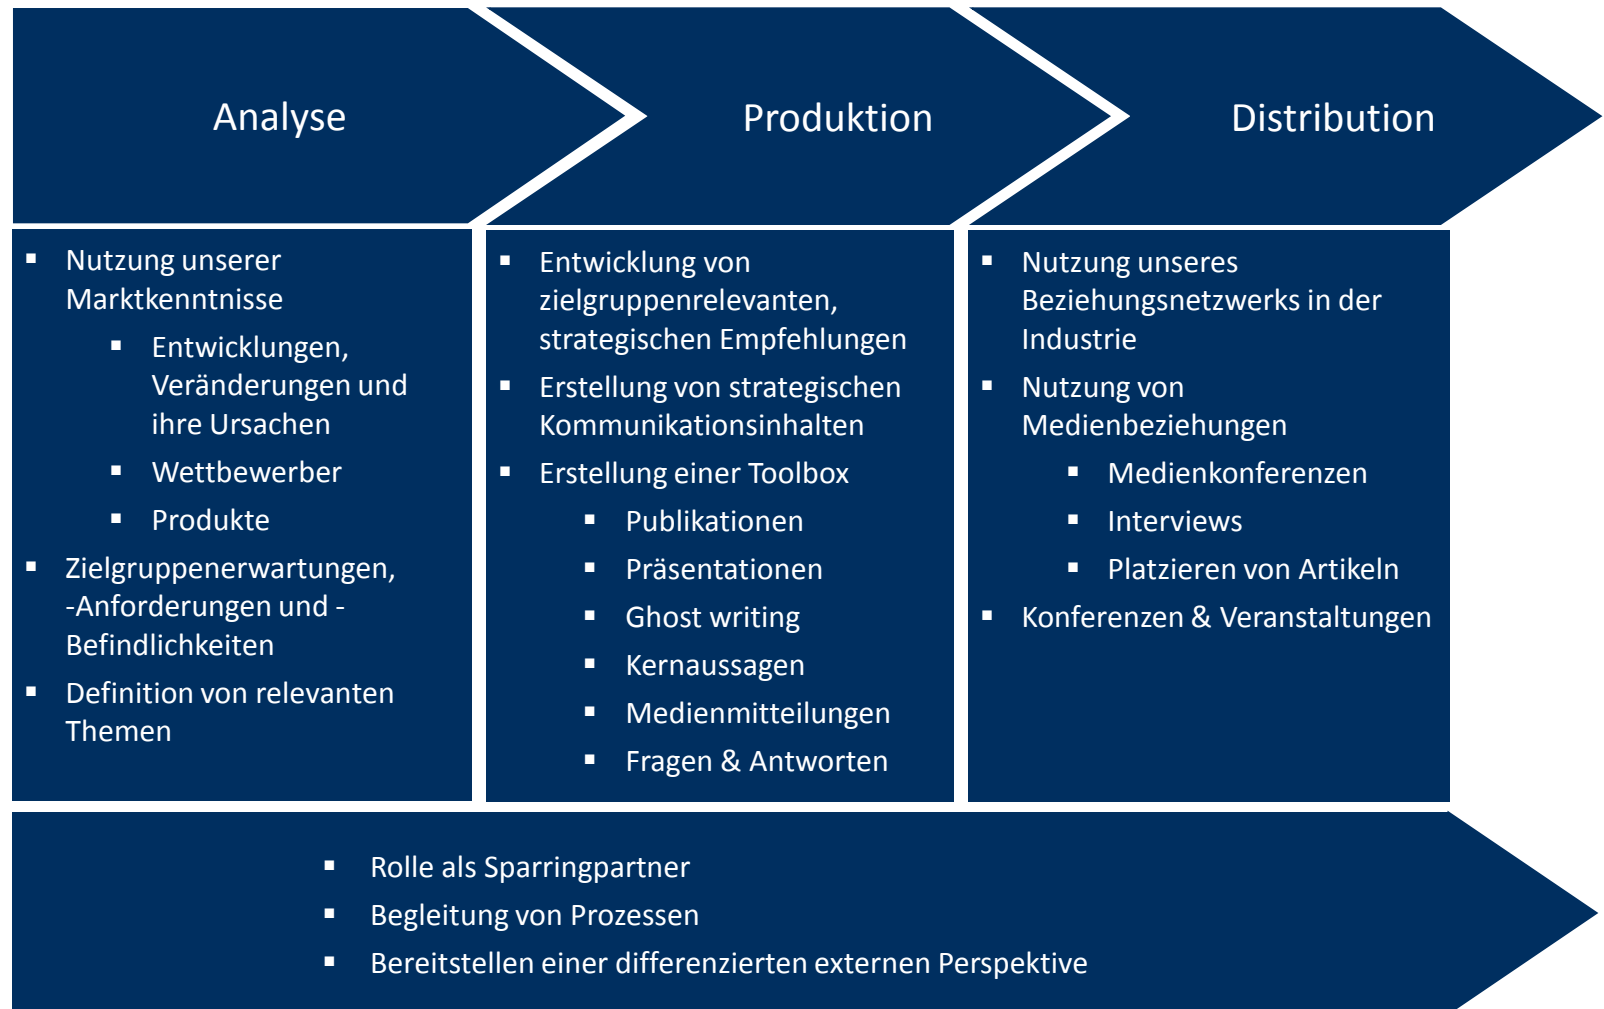 Analyse
Produktion
Distribution
▪ Nutzung unserer
Marktkenntnisse
▪ Entwicklungen,
Veränderungen und
ihre Ursachen
▪ Wettbewerber
▪ Produkte
▪ Zielgruppenerwartungen,
-Anforderungen und -
Befindlichkeiten
▪ Definition von relevanten
Themen
▪ Entwicklung von
zielgruppenrelevanten,
strategischen Empfehlungen
▪ Erstellung von strategischen
Kommunikationsinhalten
▪ Erstellung einer Toolbox
▪ Publikationen
▪ Präsentationen
▪ Ghost writing
▪ Kernaussagen
▪ Medienmitteilungen
▪ Fragen & Antworten
▪ Nutzung unseres
Beziehungsnetzwerks in der
Industrie
▪ Nutzung von
Medienbeziehungen
▪ Medienkonferenzen
▪ Interviews
▪ Platzieren von Artikeln
▪ Konferenzen & Veranstaltungen
▪ Rolle als Sparringpartner
▪ Begleitung von Prozessen
▪ Bereitstellen einer differenzierten externen Perspektive